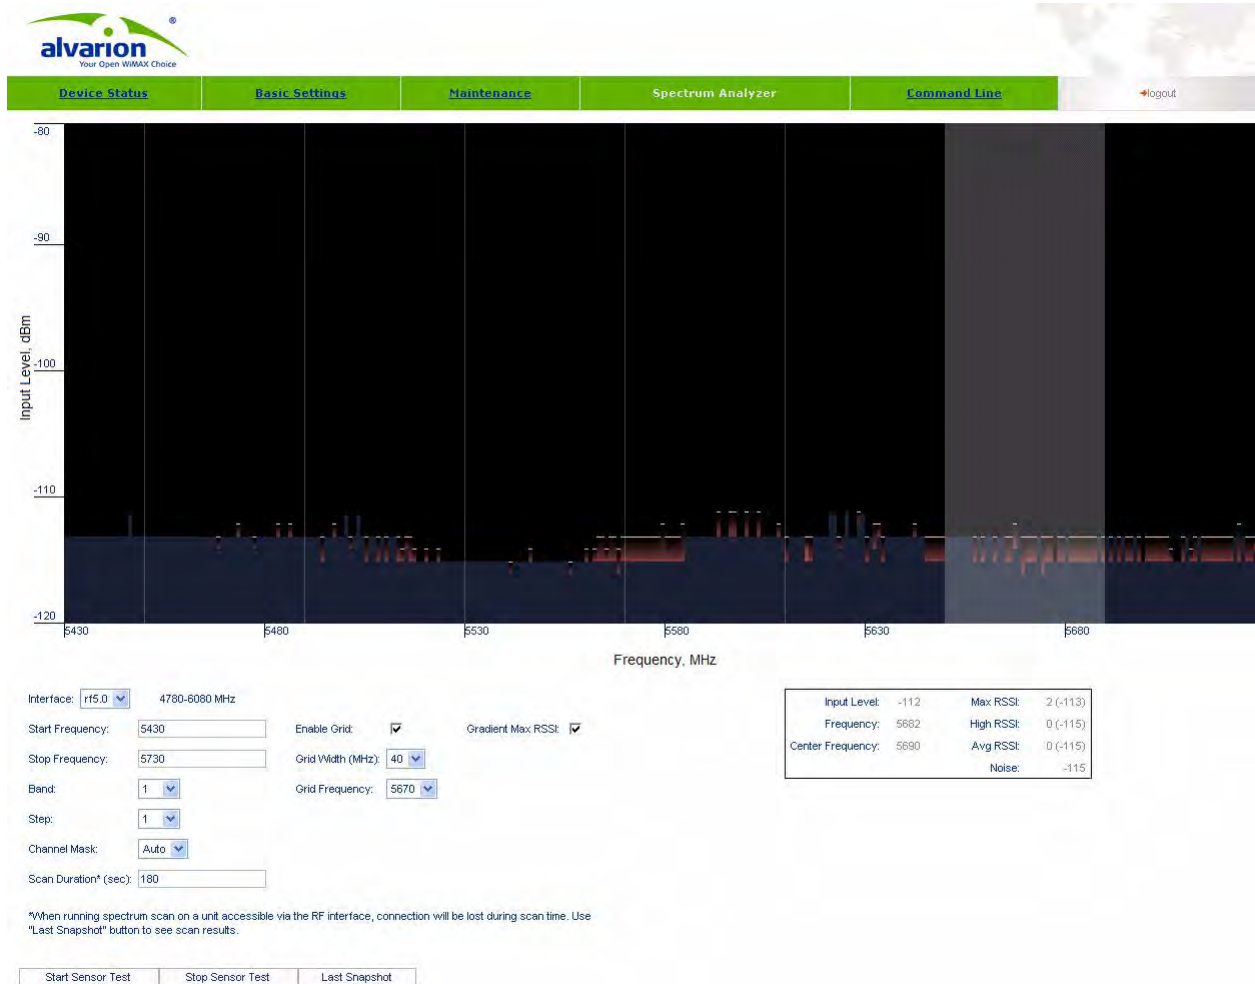 ®
alvarion
Your Open WiMAX Choice
Device Status Basic Settings Maintenance Spectrum Analyzer Command Line logout
-80
-90
-100
-110
-120
Input Level, dBm
5430 5480 5530 5580 5630 5680
Frequency, MHz
Interface: rf5.0 4780-6080 MHz
Start Frequency: 5430 Enable Grid: Gradient Max RSSI:
Stop Frequency: 5730 Grid Width (MHz): 40
Band: 1 Grid Frequency: 5670
Step: 1
Channel Mask: Auto
Scan Duration* (sec): 180
Input Level: -112 Max RSSI: 2 (-113)
Frequency: 5682 High RSSI: 0 (-115)
Center Frequency: 5690 Avg RSSI: 0 (-115)
Noise: -115
*When running spectrum scan on a unit accessible via the RF interface, connection will be lost during scan time. Use
"Last Snapshot" button to see scan results.
Start Sensor Test Stop Sensor Test Last Snapshot